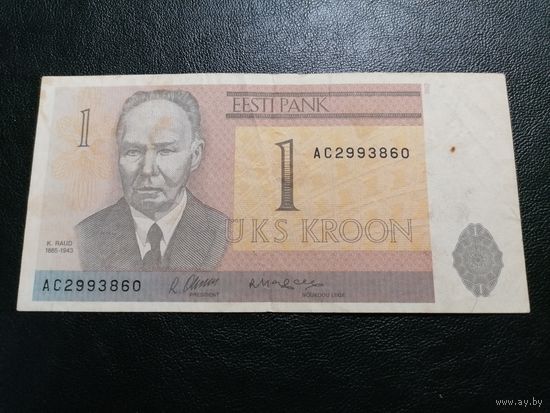 EESTI PANK
1
1
AC2993860
ÜKS KROON
K. RAUD
1865-1943
AC2993860
PRESIDENT
NÕUKOGU LIIGE
www.ay.by